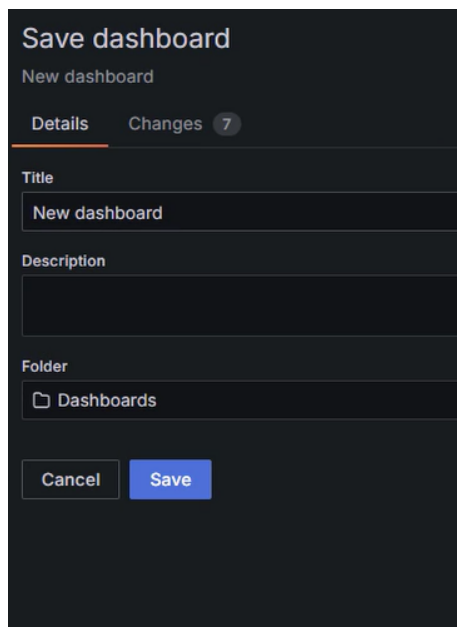 Save dashboard
New dashboard
Details Changes 7
Title
New dashboard
Description
Folder
Dashboards
Cancel Save